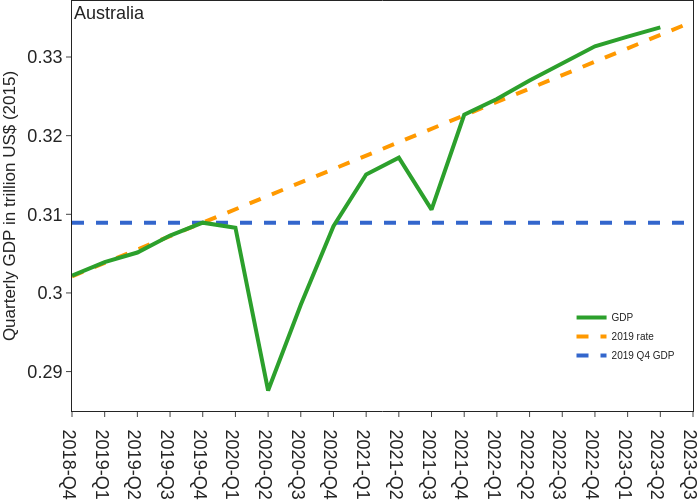 Australia
Quarterly GDP in trillion US$ (2015)
0.33
0.32
0.31
0.3
0.29
GDP
2019 rate
2019 Q4 GDP
2018-Q4
2019-Q1
2019-Q2
2019-Q3
2019-Q4
2020-Q1
2020-Q2
2020-Q3
2020-Q4
2021-Q1
2021-Q2
2021-Q3
2021-Q4
2022-Q1
2022-Q2
2022-Q3
2022-Q4
2023-Q1
2023-Q2
2023-Q3